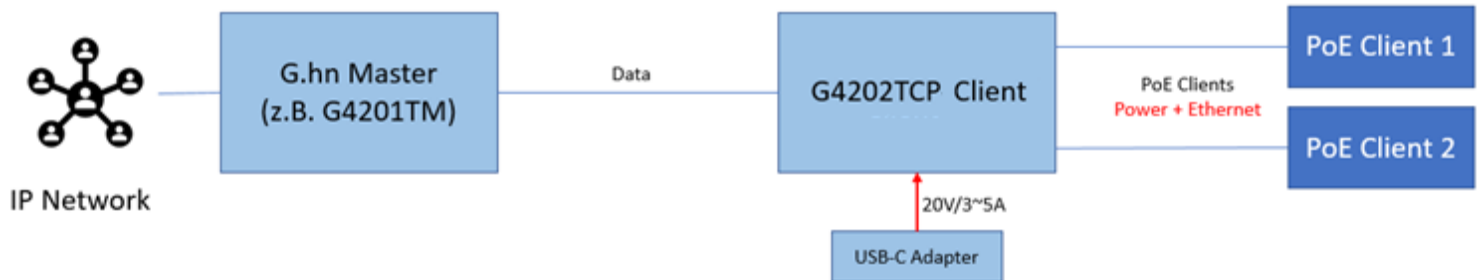 IP Network
G.hn Master
(z.B. G4201TM)
Data
G4202TCP Client
20V/3~5A
USB-C Adapter
PoE Clients
Power + Ethernet
PoE Client 1
PoE Client 2